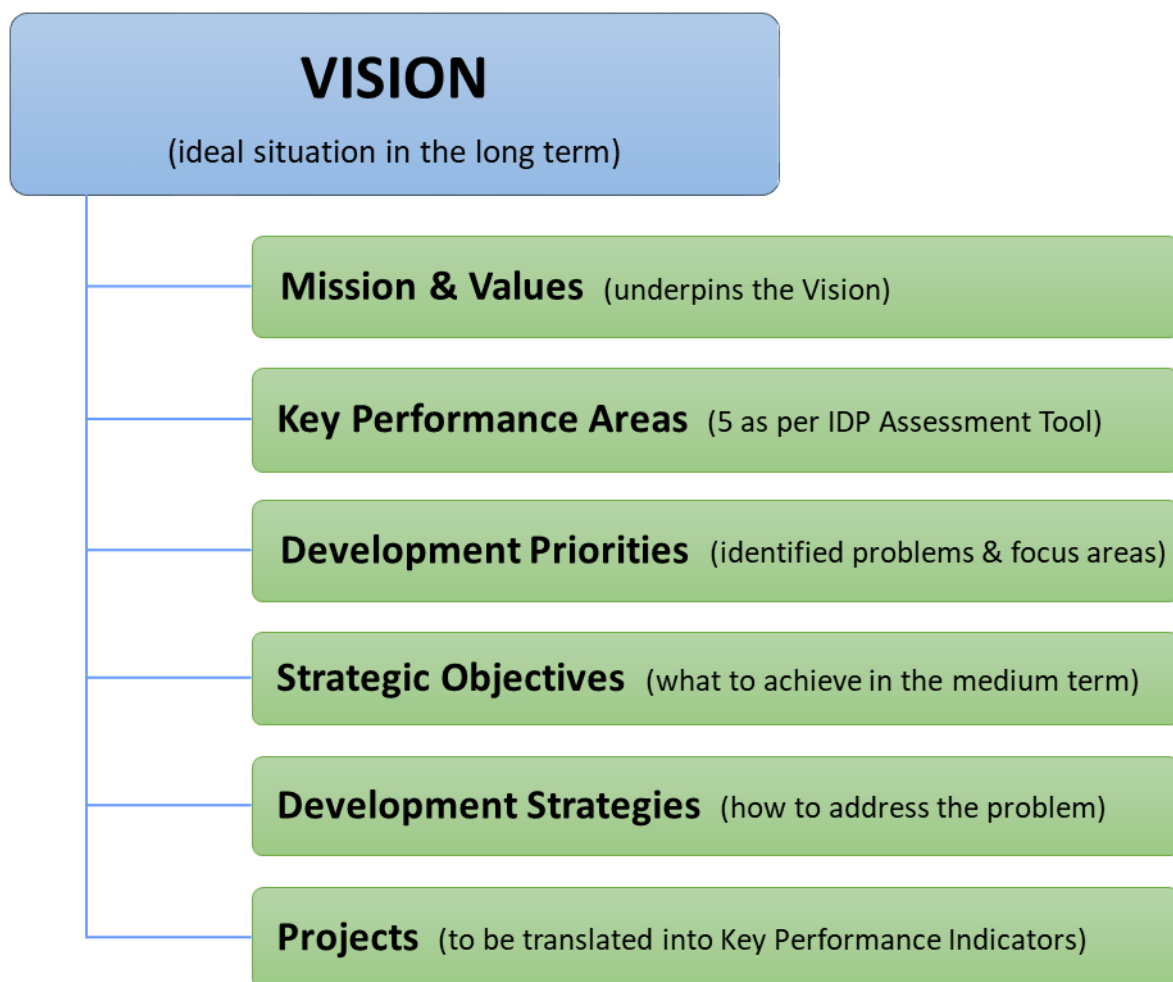 VISION
(ideal situation in the long term)
Mission & Values (underpins the Vision)
Key Performance Areas (5 as per IDP Assessment Tool)
Development Priorities (identified problems & focus areas)
Strategic Objectives (what to achieve in the medium term)
Development Strategies (how to address the problem)
Projects (to be translated into Key Performance Indicators)